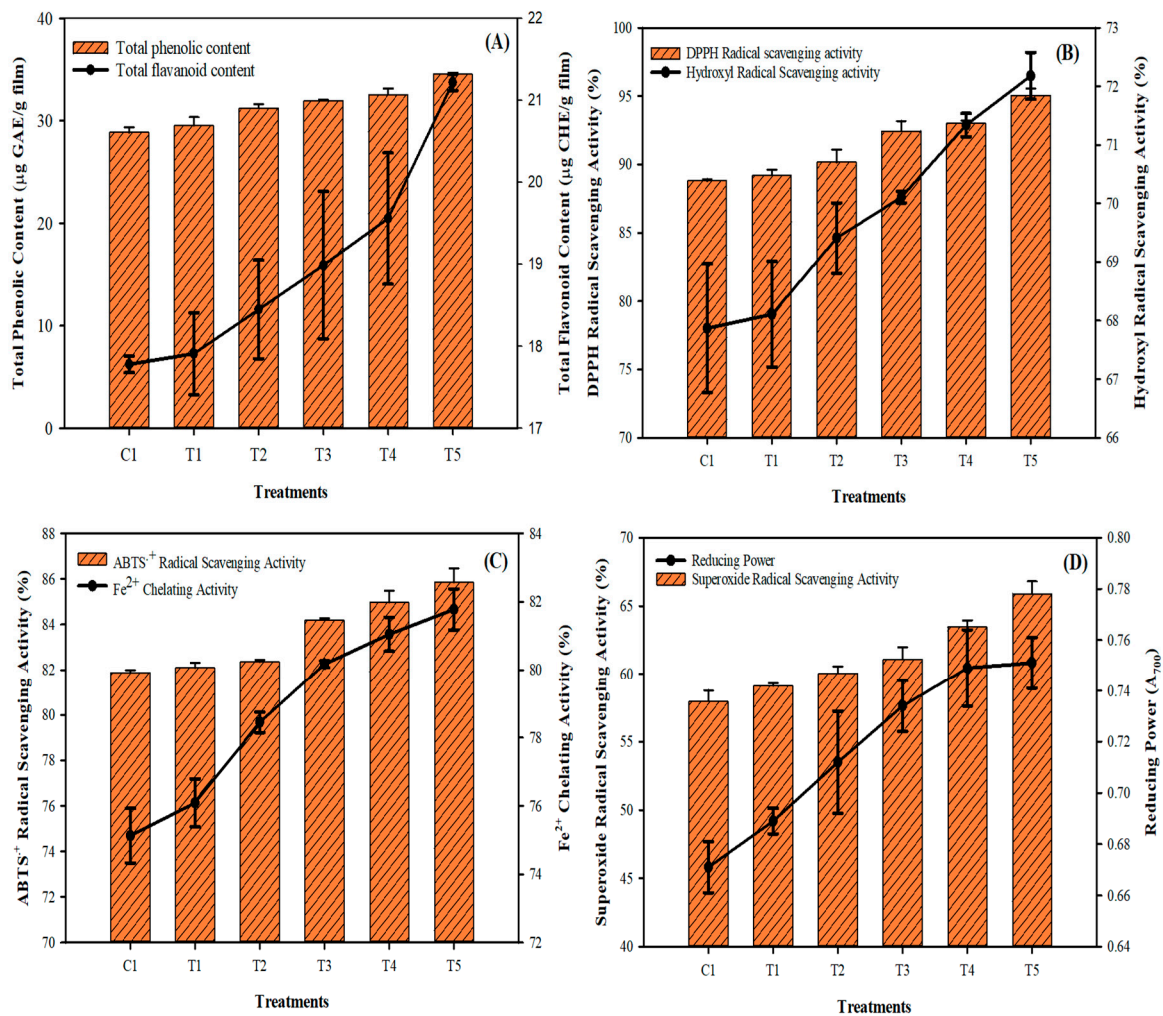 (A)
Total phenolic content
Total flavanoid content
Total Phenolic Content (µg GAE/g film)
40
30
20
10
0
Total Flavonoid Content (µg CHE/g film)
22
21
20
19
18
17
C1 T1 T2 T3 T4 T5
Treatments
(B)
DPPH Radical scavenging activity
Hydroxyl Radical Scavenging activity
DPPH Radical Scavenging Activity (%)
100
95
90
85
80
75
70
Hydroxyl Radical Scavenging Activity (%)
73
72
71
70
69
68
67
66
C1 T1 T2 T3 T4 T5
Treatments
(C)
ABTS·⁺ Radical Scavenging Activity
Fe²⁺ Chelating Activity
ABTS·⁺ Radical Scavenging Activity (%)
88
86
84
82
80
78
76
74
72
70
Fe²⁺ Chelating Activity (%)
84
82
80
78
76
74
72
C1 T1 T2 T3 T4 T5
Treatments
(D)
Reducing Power
Superoxide Radical Scavenging Activity
Superoxide Radical Scavenging Activity (%)
70
65
60
55
50
45
40
Reducing Power (A₇₀₀)
0.80
0.78
0.76
0.74
0.72
0.70
0.68
0.66
0.64
C1 T1 T2 T3 T4 T5
Treatments